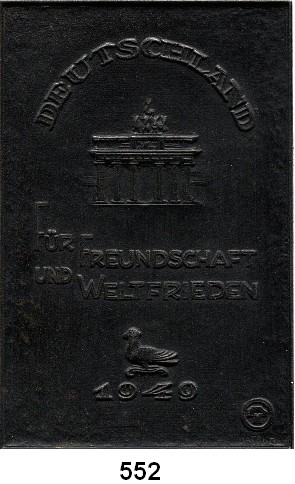 DEUTSCHLAND
FÜR FREUNDSCHAFT
UND WELTFRIEDEN
1949
552